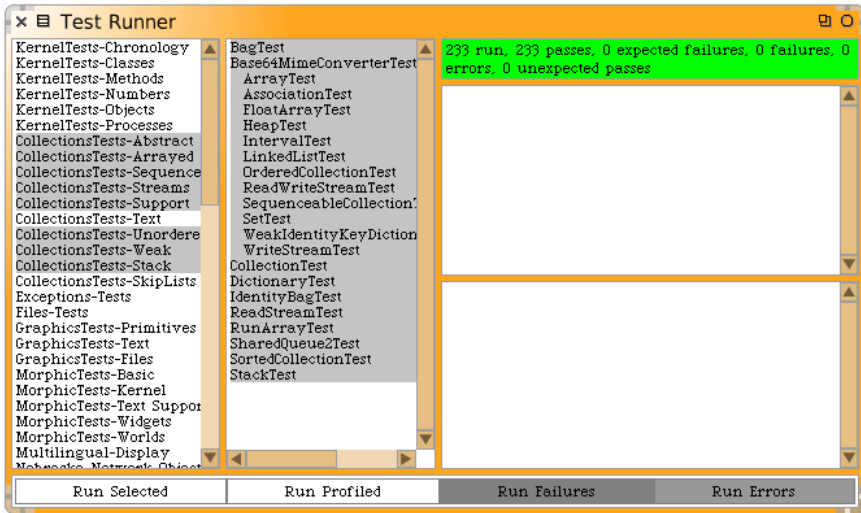 Test Runner
KernelTests-Chronology
KernelTests-Classes
KernelTests-Methods
KernelTests-Numbers
KernelTests-Objects
KernelTests-Processes
CollectionsTests-Abstract
CollectionsTests-Arrayed
CollectionsTests-Sequence
CollectionsTests-Streams
CollectionsTests-Support
CollectionsTests-Text
CollectionsTests-Unordere
CollectionsTests-Weak
CollectionsTests-Stack
CollectionsTests-SkipLists
Exceptions-Tests
Files-Tests
GraphicsTests-Primitives
GraphicsTests-Text
GraphicsTests-Files
MorphicTests-Basic
MorphicTests-Kernel
MorphicTests-Text Suppor
MorphicTests-Widgets
MorphicTests-Worlds
Multilingual-Display
BagTest
Base64MimeConverterTest
ArrayTest
AssociationTest
FloatArrayTest
HeapTest
IntervalTest
LinkedListTest
OrderedCollectionTest
ReadWriteStreamTest
SequenceableCollection
SetTest
WeakIdentityKeyDiction
WriteStreamTest
CollectionTest
DictionaryTest
IdentityBagTest
ReadStreamTest
RunArrayTest
SharedQueue2Test
SortedCollectionTest
StackTest
233 run, 233 passes, 0 expected failures, 0 failures, 0
errors, 0 unexpected passes
Run Selected
Run Profiled
Run Failures
Run Errors